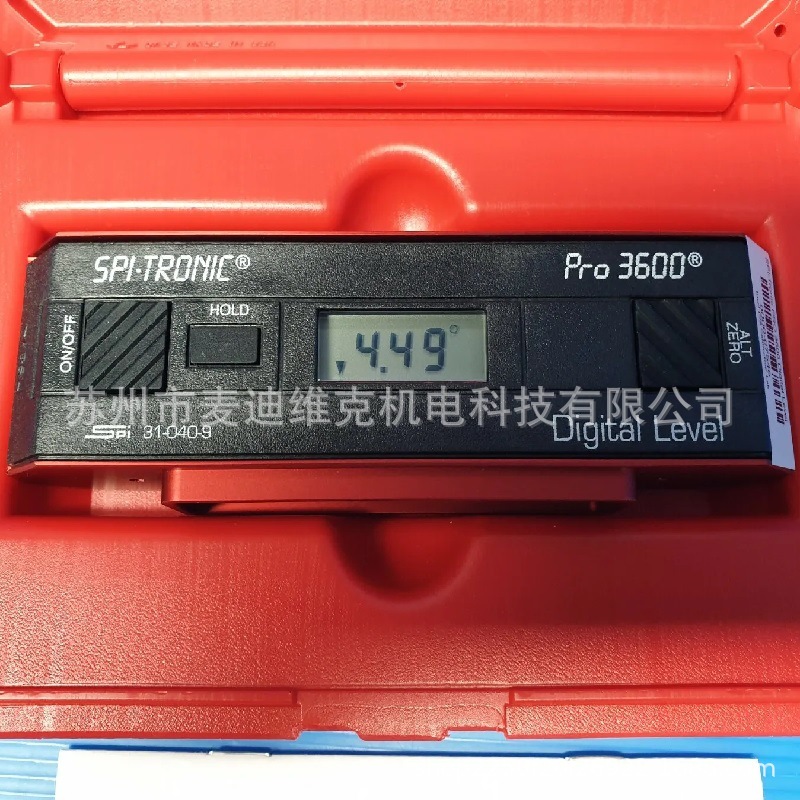 SPI-TRONIC®
Pro 3600®
ON/OFF
HOLD
4.49°
ALT
ZERO
苏州市麦迪维克机电科技有限公司
Spi 31-040-9
Digital Level